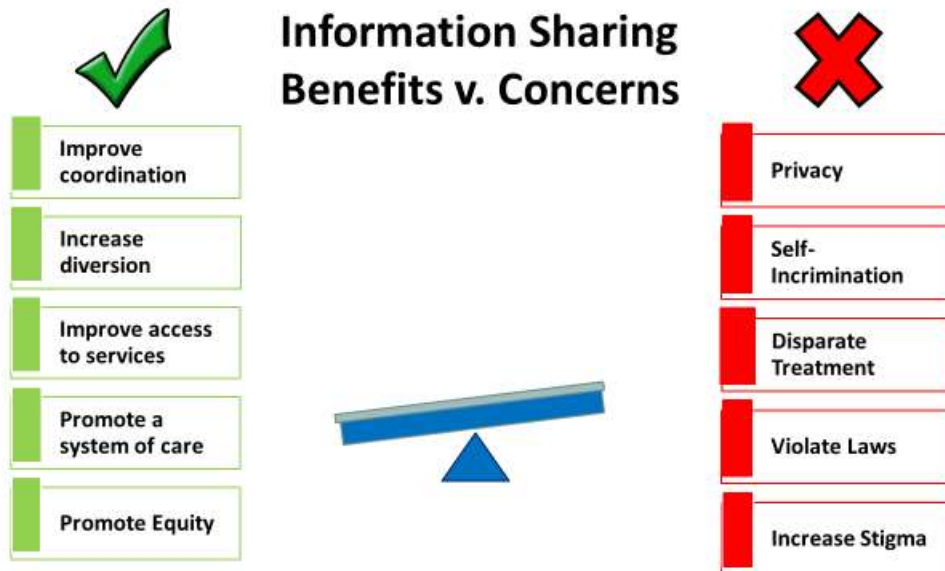 Information Sharing
Benefits v. Concerns
Improve
coordination
Increase
diversion
Improve access
to services
Promote a
system of care
Promote Equity
Privacy
Self-
Incrimination
Disparate
Treatment
Violate Laws
Increase Stigma